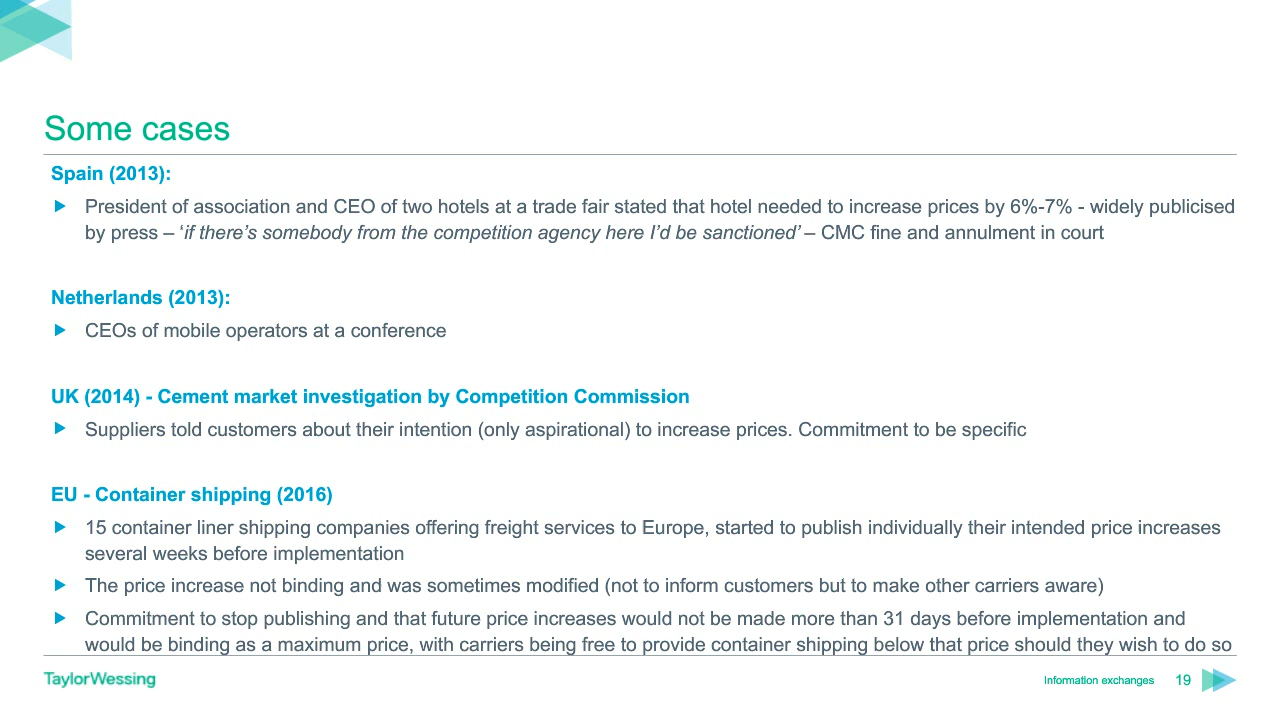 Some cases
Spain (2013):
President of association and CEO of two hotels at a trade fair stated that hotel needed to increase prices by 6%-7% - widely publicised
by press – ‘if there’s somebody from the competition agency here I’d be sanctioned’ – CMC fine and annulment in court
Netherlands (2013):
CEOs of mobile operators at a conference
UK (2014) - Cement market investigation by Competition Commission
Suppliers told customers about their intention (only aspirational) to increase prices. Commitment to be specific
EU - Container shipping (2016)
15 container liner shipping companies offering freight services to Europe, started to publish individually their intended price increases
several weeks before implementation
The price increase not binding and was sometimes modified (not to inform customers but to make other carriers aware)
Commitment to stop publishing and that future price increases would not be made more than 31 days before implementation and
would be binding as a maximum price, with carriers being free to provide container shipping below that price should they wish to do so
TaylorWessing
Information exchanges 19